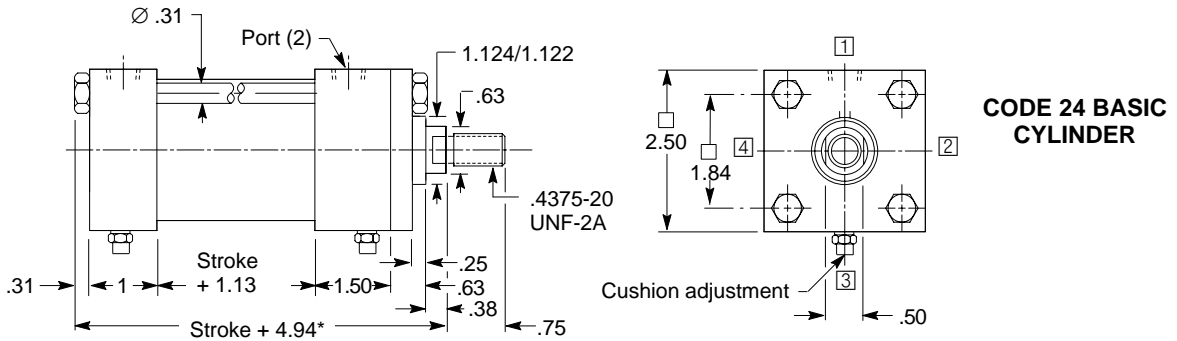 Ø .31
Port (2)
1.124/1.122
.63
.4375-20
UNF-2A
.31
1
Stroke
+ 1.13
1.50
.25
.63
.38
.75
Stroke + 4.94*
1
2.50
1.84
4
2
3
Cushion adjustment
.50
CODE 24 BASIC
CYLINDER